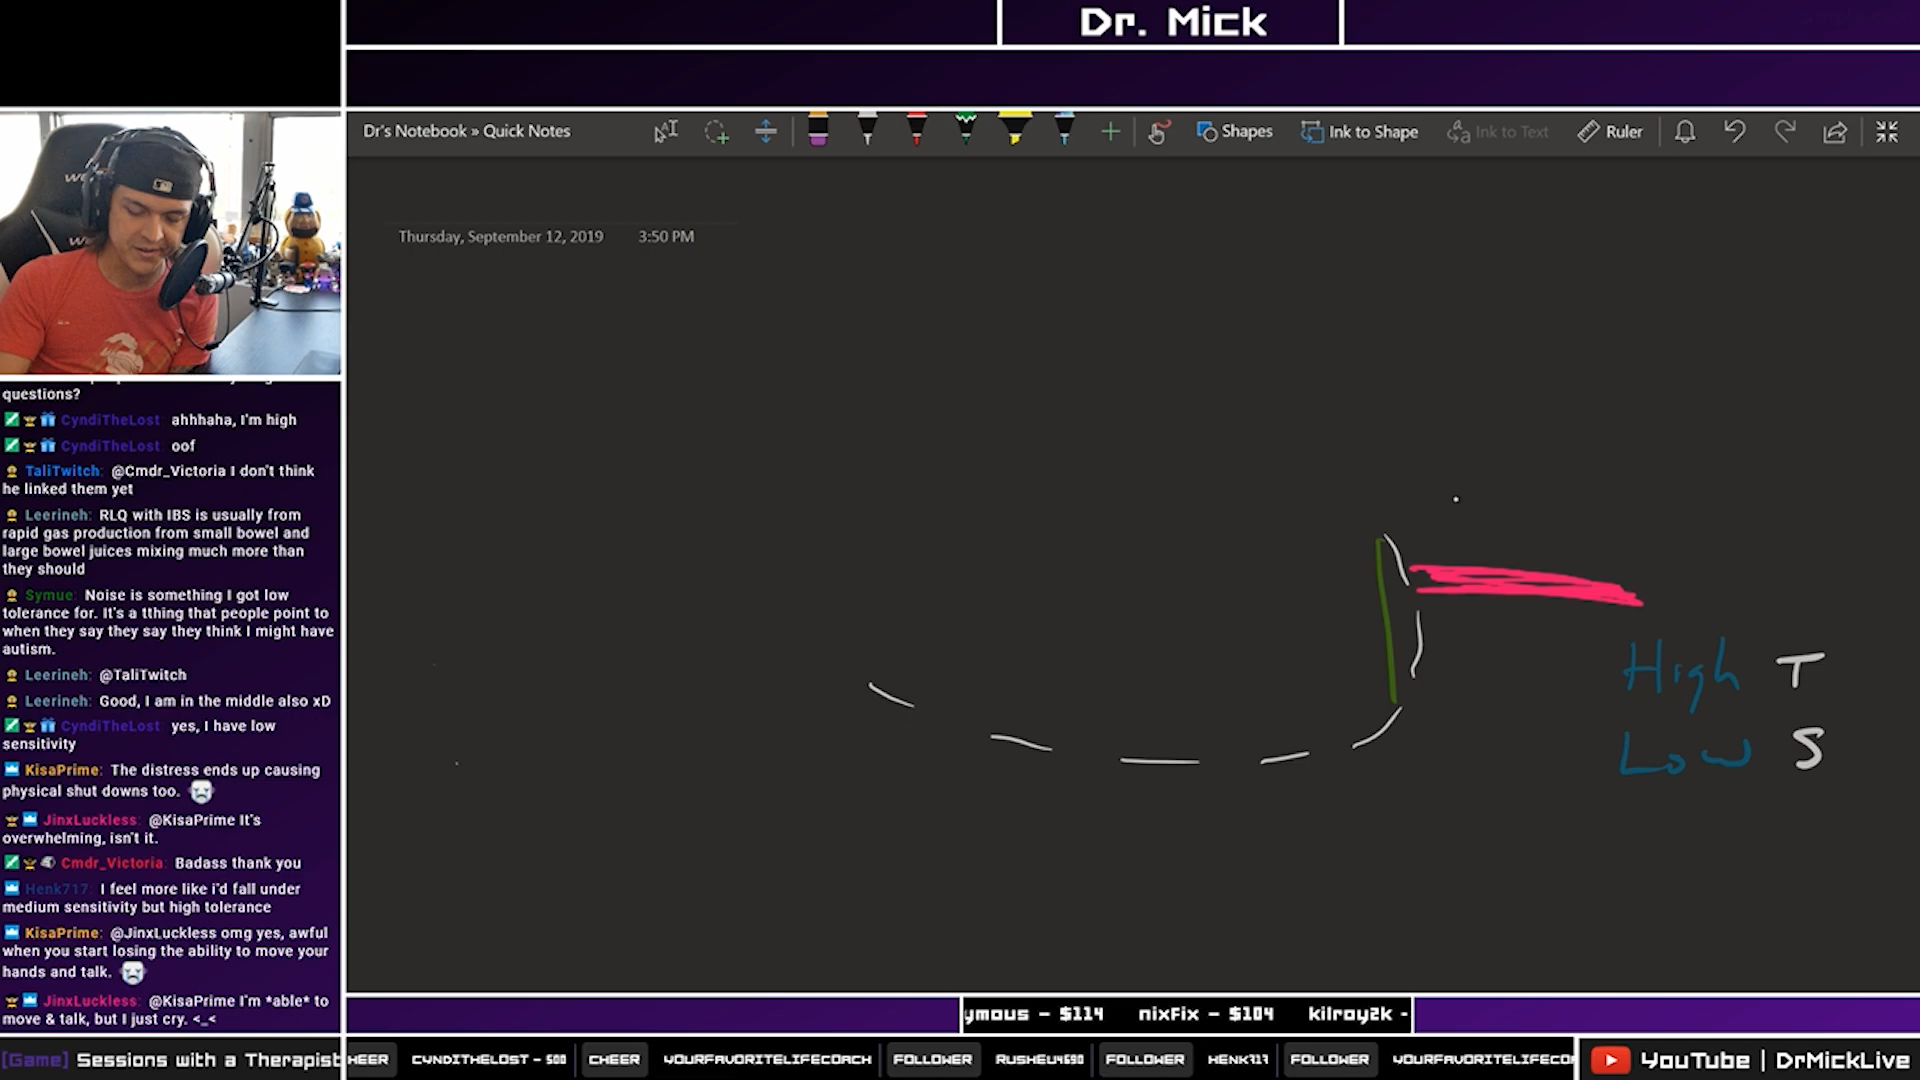 Dr. Mick
Dr's Notebook » Quick Notes
Shapes
Ink to Shape
Ink to Text
Ruler
Thursday, September 12, 2019 3:50 PM
High T
Low S
questions?
CyndiTheLost: ahhhaha, I'm high
CyndiTheLost: oof
TaliTwitch: @Cmdr_Victoria I don't think
he linked them yet
Leerineh: RLQ with IBS is usually from
rapid gas production from small bowel and
large bowel juices mixing much more than
they should
Symue: Noise is something I got low
tolerance for. It's a tthing that people point to
when they say they say they think I might have
autism.
Leerineh: @TaliTwitch
Leerineh: Good, I am in the middle also xD
CyndiTheLost: yes, I have low
sensitivity
KisaPrime: The distress ends up causing
physical shut downs too.
JinxLuckless: @KisaPrime It's
overwhelming, isn't it.
Cmdr_Victoria: Badass thank you
Henk717: I feel more like i'd fall under
medium sensitivity but high tolerance
KisaPrime: @JinxLuckless omg yes, awful
when you start losing the ability to move your
hands and talk.
JinxLuckless: @KisaPrime I'm *able* to
move & talk, but I just cry. <_<
ymous - $114 nixFix - $104 kilroy2k -
[Game] Sessions with a Therapist
HEER CYNDITHELOST - 500 CHEER YOURFAVORITELIFECOACH FOLLOWER RUSHEU4690 FOLLOWER HENK717 FOLLOWER YOURFAVORITELIFECO
YouTube | DrMickLive